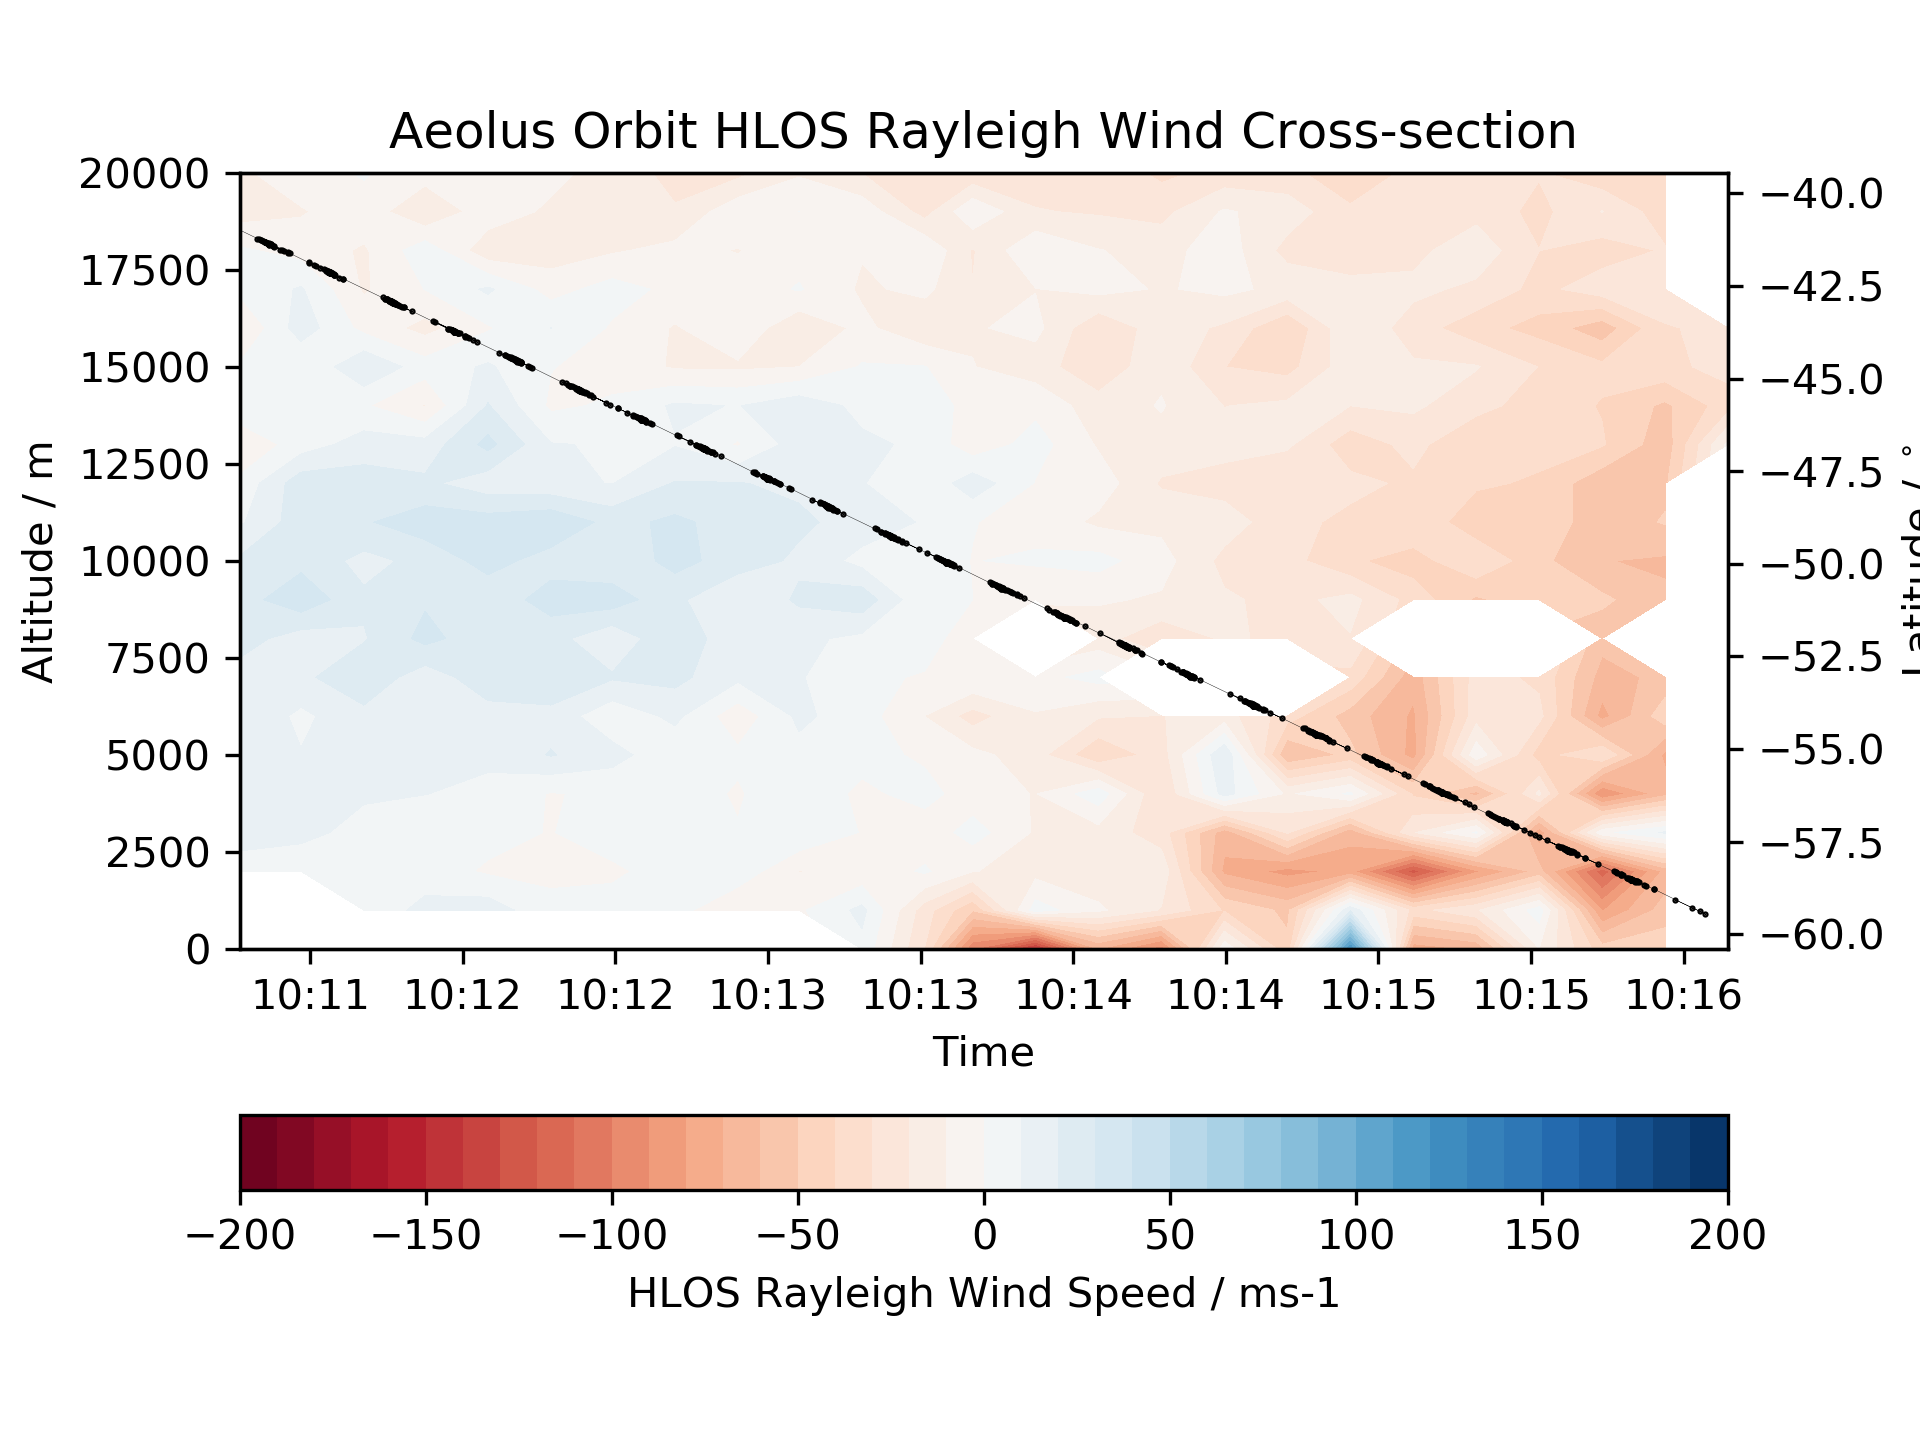 Aeolus Orbit HLOS Rayleigh Wind Cross-section
20000
17500
15000
12500
10000
7500
5000
2500
0
Altitude / m
−40.0
−42.5
−45.0
−47.5
−50.0
−52.5
−55.0
−57.5
−60.0
Latitude / °
10:11 10:12 10:12 10:13 10:13 10:14 10:14 10:15 10:15 10:16
Time
−200 −150 −100 −50 0 50 100 150 200
HLOS Rayleigh Wind Speed / ms-1